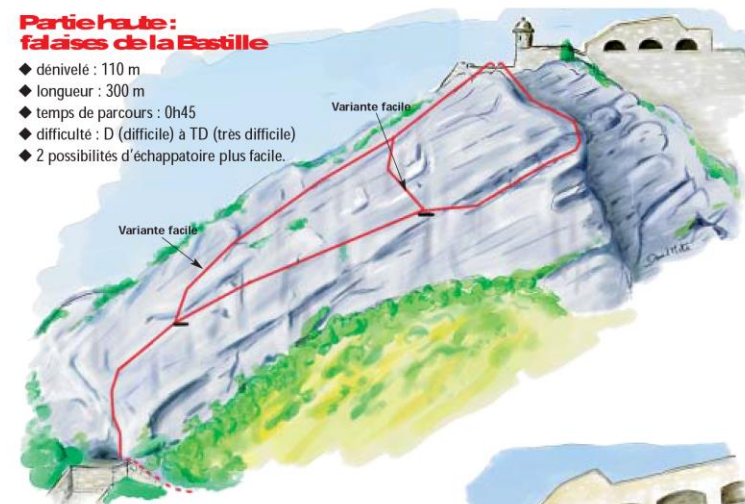 Partie haute :
falaises de la Bastille
◆ dénivelé : 110 m
◆ longueur : 300 m
◆ temps de parcours : 0h45
◆ difficulté : D (difficile) à TD (très difficile)
◆ 2 possibilités d'échappatoire plus facile.
Variante facile
Variante facile